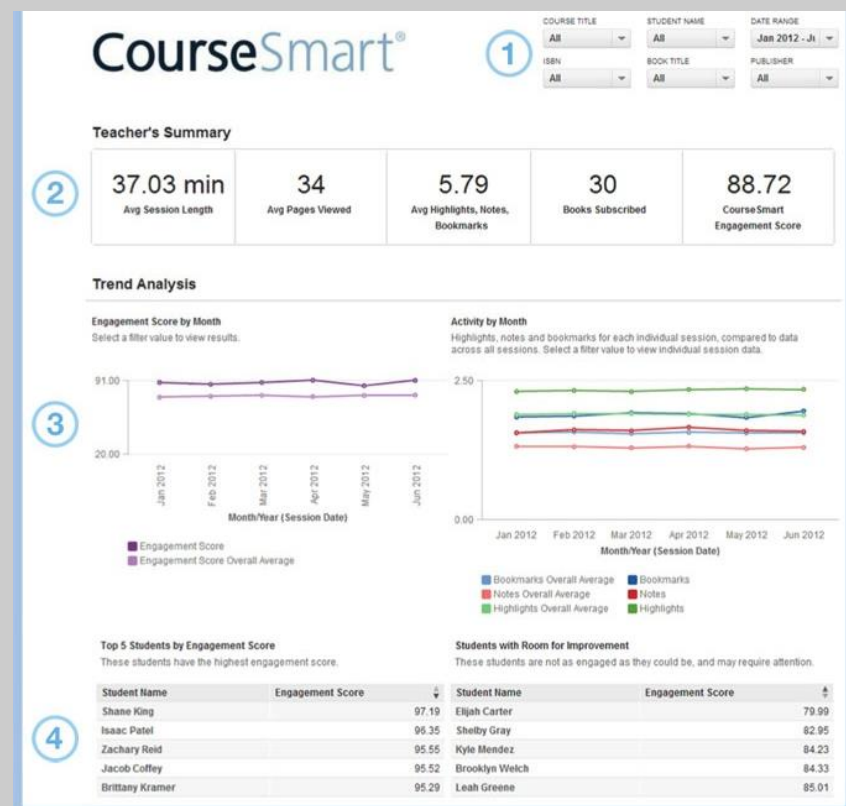 CourseSmart®
1
COURSE TITLE
STUDENT NAME
DATE RANGE
All
All
Jan 2012 - Ju
ISBN
BOOK TITLE
PUBLISHER
All
All
All
Teacher's Summary
2
37.03 min
Avg Session Length
34
Avg Pages Viewed
5.79
Avg Highlights, Notes,
Bookmarks
30
Books Subscribed
88.72
CourseSmart
Engagement Score
Trend Analysis
3
Engagement Score by Month
Select a filter value to view results.
91.00
20.00
Jan 2012
Feb 2012
Mar 2012
Apr 2012
May 2012
Jun 2012
Month/Year (Session Date)
Engagement Score
Engagement Score Overall Average
Activity by Month
Highlights, notes and bookmarks for each individual session, compared to data
across all sessions. Select a filter value to view individual session data.
2.50
0.00
Jan 2012 Feb 2012 Mar 2012 Apr 2012 May 2012 Jun 2012
Month/Year (Session Date)
Bookmarks Overall Average Bookmarks
Notes Overall Average Notes
Highlights Overall Average Highlights
4
Top 5 Students by Engagement Score
These students have the highest engagement score.
Student Name Engagement Score
Shane King 97.19
Isaac Patel 96.35
Zachary Reid 95.55
Jacob Coffey 95.52
Brittany Kramer 95.29
Students with Room for Improvement
These students are not as engaged as they could be, and may require attention.
Student Name Engagement Score
Elijah Carter 79.99
Shelby Gray 82.95
Kyle Mendez 84.23
Brooklyn Welch 84.33
Leah Greene 85.01